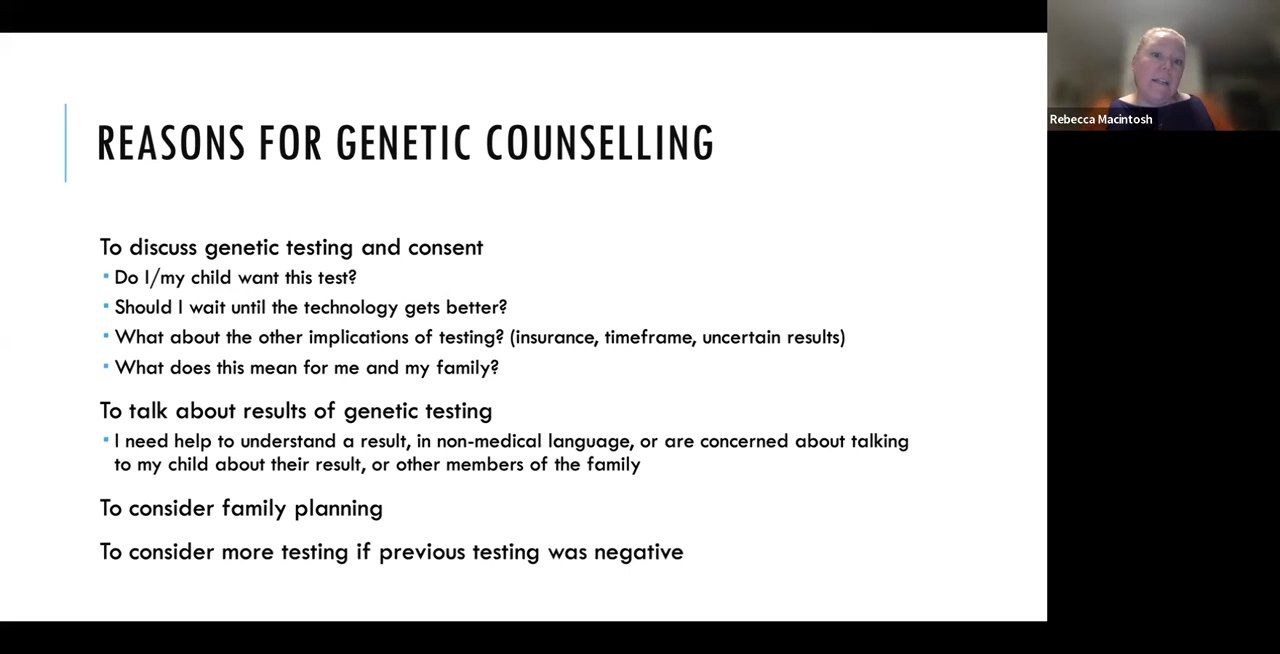 REASONS FOR GENETIC COUNSELLING
To discuss genetic testing and consent
Do I/my child want this test?
Should I wait until the technology gets better?
What about the other implications of testing? (insurance, timeframe, uncertain results)
What does this mean for me and my family?
To talk about results of genetic testing
I need help to understand a result, in non-medical language, or are concerned about talking
to my child about their result, or other members of the family
To consider family planning
To consider more testing if previous testing was negative
Rebecca Macintosh